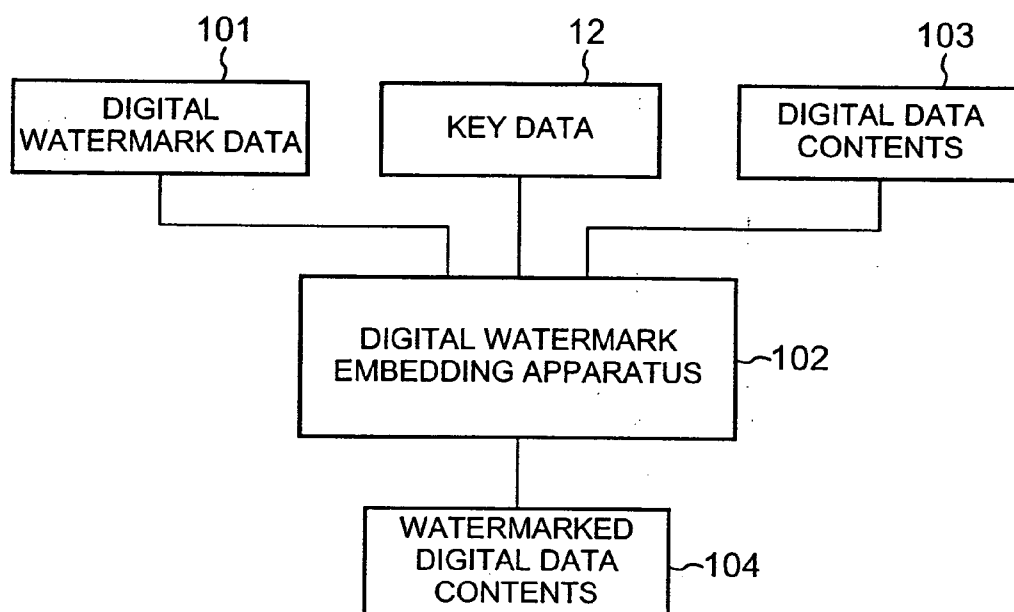 101
12
103
DIGITAL
WATERMARK DATA
KEY DATA
DIGITAL DATA
CONTENTS
DIGITAL WATERMARK
EMBEDDING APPARATUS
102
WATERMARKED
DIGITAL DATA
CONTENTS
104